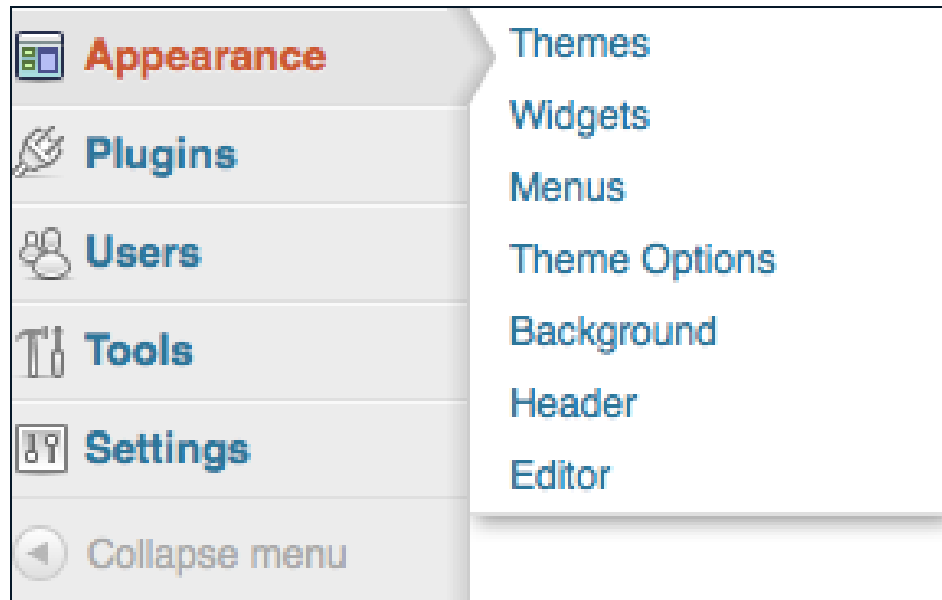 Appearance
Plugins
Users
Tools
Settings
Collapse menu
Themes
Widgets
Menus
Theme Options
Background
Header
Editor